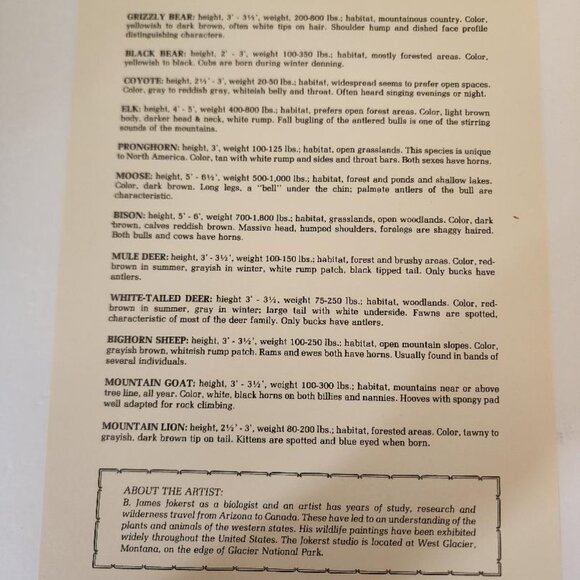 GRIZZLY BEAR: height, 3' - 3½', weight, 200-800 lbs.; habitat, mountainous country. Color,
yellowish to dark brown, often white tips on hair. Shoulder hump and dished face profile
distinguishing characters.
BLACK BEAR: height, 2' - 3', weight 100-350 lbs.; habitat, mostly forested areas. Color,
yellowish to black. Cubs are born during winter denning.
COYOTE: height, 2½' - 3', weight 20-50 lbs.; habitat, widespread seems to prefer open spaces.
Color, gray to reddish gray, whiteish belly and throat. Often heard singing evenings or night.
ELK: height, 4' - 5', weight 400-800 lbs.; habitat, prefers open forest areas. Color, light brown
body, darker head & neck, white rump. Fall bugling of the antlered bulls is one of the stirring
sounds of the mountains.
PRONGHORN: height, 3', weight 100-125 lbs.; habitat, open grasslands. This species is unique
to North America. Color, tan with white rump and sides and throat bars. Both sexes have horns.
MOOSE: height, 5' - 6½', weight 500-1,000 lbs.; habitat, forest and ponds and shallow lakes.
Color, dark brown. Long legs, a "bell" under the chin; palmate antlers of the bull are
characteristic.
BISON: height, 5' - 6', weight 700-1,800 lbs.; habitat, grasslands, open woodlands. Color, dark
brown, calves reddish brown. Massive head, humped shoulders, forelegs are shaggy haired.
Both bulls and cows have horns.
MULE DEER: height, 3' - 3½', weight 100-150 lbs.; habitat, forest and brushy areas. Color, red-
brown in summer, grayish in winter, white rump patch, black tipped tail. Only bucks have
antlers.
WHITE-TAILED DEER: hieght 3' - 3½, weight 75-250 lbs.; habitat, woodlands. Color, red-
brown in summer, gray in winter; large tail with white underside. Fawns are spotted,
characteristic of most of the deer family. Only bucks have antlers.
BIGHORN SHEEP: height, 3' - 3½', weight 100-250 lbs.; habitat, open mountain slopes. Color,
grayish brown, whiteish rump patch. Rams and ewes both have horns. Usually found in bands of
several individuals.
MOUNTAIN GOAT: height, 3' - 3½', weight 100-300 lbs.; habitat, mountains near or above
tree line, all year. Color, white, black horns on both billies and nannies. Hooves with spongy pad
well adapted for rock climbing.
MOUNTAIN LION: height, 2½' - 3', weight 80-200 lbs.; habitat, forested areas. Color, tawny to
grayish, dark brown tip on tail. Kittens are spotted and blue eyed when born.
ABOUT THE ARTIST:
B. James Jokerst as a biologist and an artist has years of study, research and
wilderness travel from Arizona to Canada. These have led to an understanding of the
plants and animals of the western states. His wildlife paintings have been exhibited
widely throughout the United States. The Jokerst studio is located at West Glacier,
Montana, on the edge of Glacier National Park.